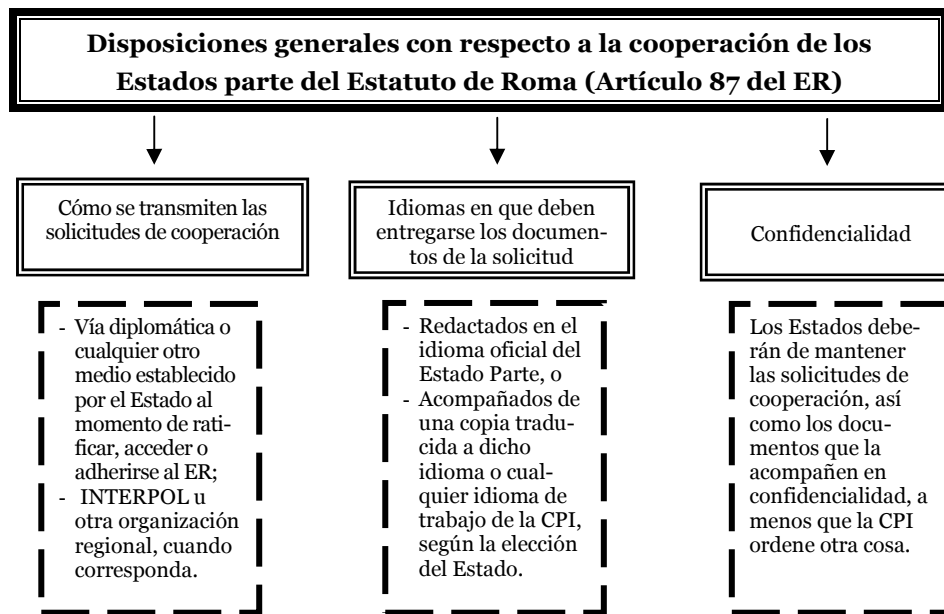 Disposiciones generales con respecto a la cooperación de los
Estados parte del Estatuto de Roma (Artículo 87 del ER)
Cómo se transmiten las
solicitudes de cooperación
Idiomas en que deben
entregarse los documen-
tos de la solicitud
Confidencialidad
- Vía diplomática o
cualquier otro
medio establecido
por el Estado al
momento de rati-
ficar, acceder o
adherirse al ER;
- INTERPOL u
otra organización
regional, cuando
corresponda.
- Redactados en el
idioma oficial del
Estado Parte, o
- Acompañados de
una copia tradu-
cida a dicho
idioma o cual-
quier idioma de
trabajo de la CPI,
según la elección
del Estado.
Los Estados debe-
rán de mantener
las solicitudes de
cooperación, así
como los docu-
mentos que la
acompañen en
confidencialidad, a
menos que la CPI
ordene otra cosa.